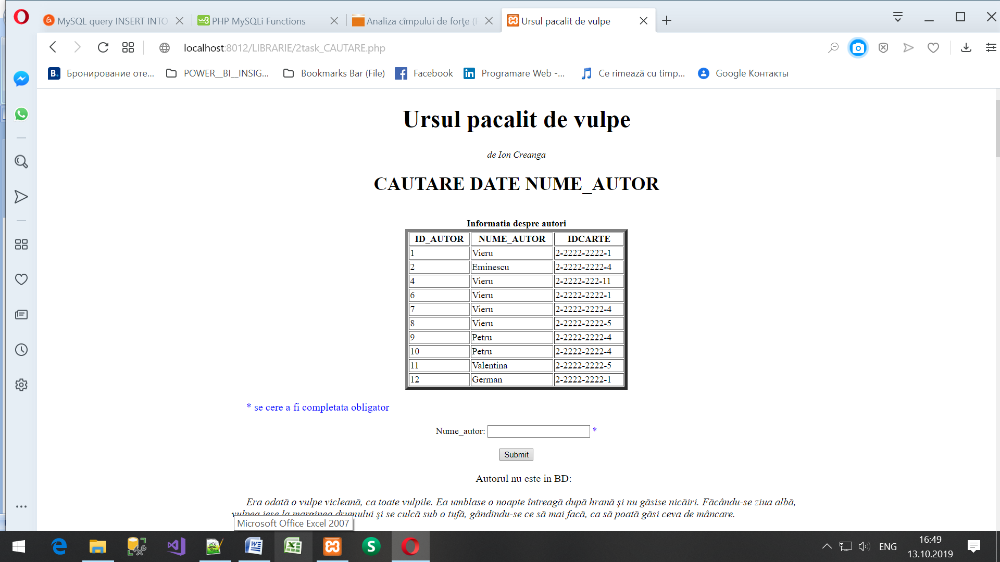 MySQL query INSERT INTO
PHP MySQLi Functions
Analiza cîmpului de forţe (F
Ursul pacalit de vulpe
localhost:8012/LIBRARIE/2task_CAUTARE.php
B. Бронирование оте...
POWER__BI__INSIG...
Bookmarks Bar (File)
Facebook
in Programare Web -...
Ce rimează cu timp...
Google Контакты
Ursul pacalit de vulpe
de Ion Creanga
CAUTARE DATE NUME_AUTOR
Informatia despre autori
ID_AUTOR NUME_AUTOR IDCARTE
1 Vieru 2-2222-2222-1
2 Eminescu 2-2222-2222-4
4 Vieru 2-2222-222-11
6 Vieru 2-2222-2222-1
7 Vieru 2-2222-2222-4
8 Vieru 2-2222-2222-5
9 Petru 2-2222-2222-4
10 Petru 2-2222-2222-4
11 Valentina 2-2222-2222-5
12 German 2-2222-2222-1
* se cere a fi completata obligator
Nume_autor: *
Submit
Autorul nu este in BD:
Era odată o vulpe vicleană, ca toate vulpile. Ea umblase o noapte întreagă după hrană şi nu găsise nicăiri. Făcându-se ziua albă,
vulpea iese la marginea drumului şi se culcă sub o tufă, gândindu-se ce să mai facă, ca să poată găsi ceva de mâncare.
Microsoft Office Excel 2007
ENG
16:49
13.10.2019